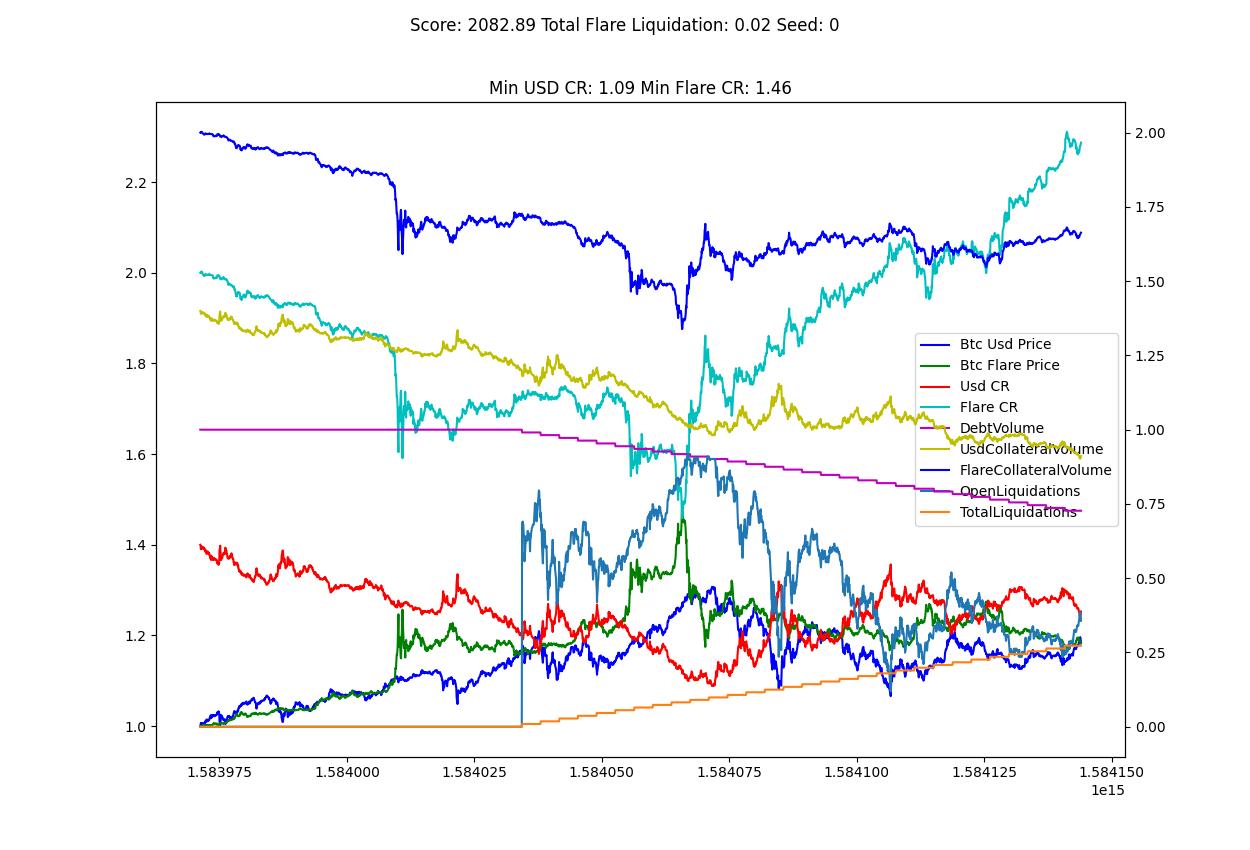 Score: 2082.89 Total Flare Liquidation: 0.02 Seed: 0
Min USD CR: 1.09 Min Flare CR: 1.46
2.2
2.0
1.8
1.6
1.4
1.2
1.0
2.00
1.75
1.50
1.25
1.00
0.75
0.50
0.25
0.00
Btc Usd Price
Btc Flare Price
Usd CR
Flare CR
DebtVolume
UsdCollateralVolume
FlareCollateralVolume
OpenLiquidations
TotalLiquidations
1.583975 1.584000 1.584025 1.584050 1.584075 1.584100 1.584125 1.584150
1e15